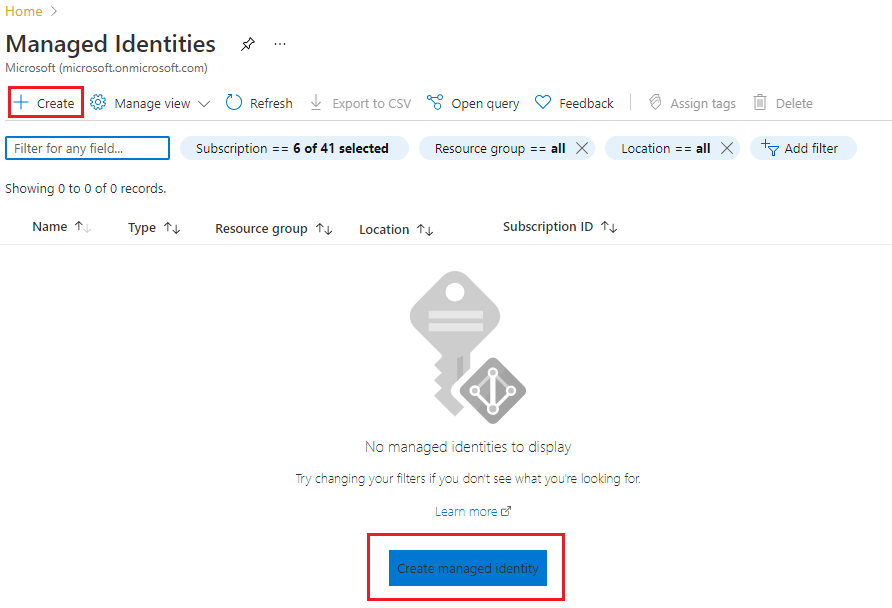 Home >
Managed Identities ...
Microsoft (microsoft.onmicrosoft.com)
+ Create Manage view Refresh Export to CSV Open query Feedback Assign tags Delete
Filter for any field... Subscription == 6 of 41 selected Resource group == all Location == all Add filter
Showing 0 to 0 of 0 records.
Name ↑↓ Type ↑↓ Resource group ↑↓ Location ↑↓ Subscription ID ↑↓
No managed identities to display
Try changing your filters if you don't see what you're looking for.
Learn more
Create managed identity